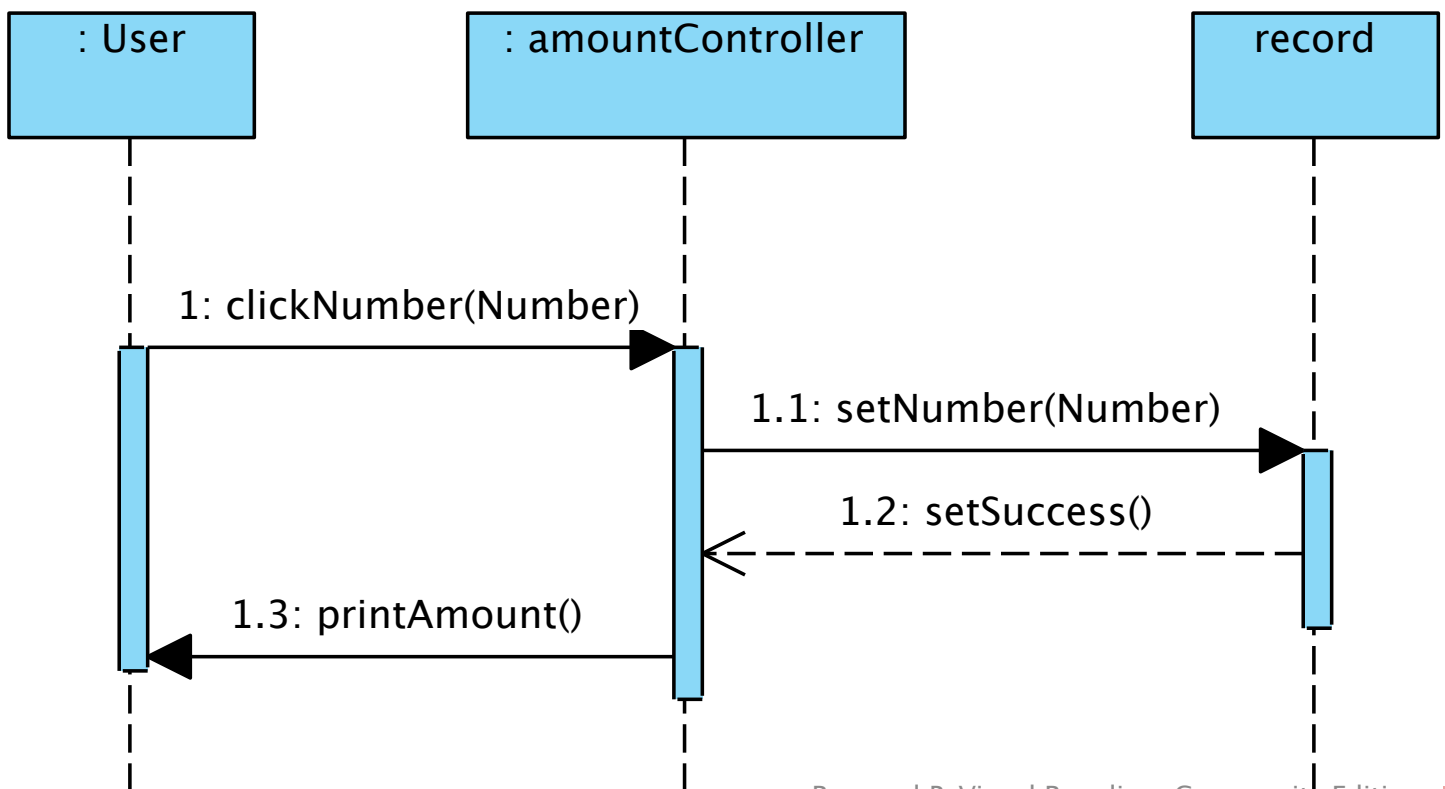 : User
: amountController
record
1: clickNumber(Number)
1.1: setNumber(Number)
1.2: setSuccess()
1.3: printAmount()